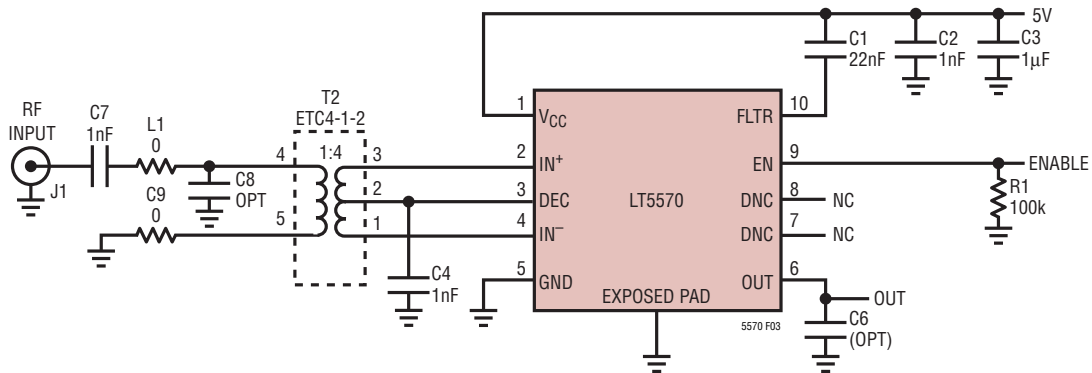 5V
C1
22nF
C2
1nF
C3
1µF
RF
INPUT
J1
C7
1nF
L1
0
C9
0
C8
OPT
T2
ETC4-1-2
1:4
4
5
3
2
1
C4
1nF
1
2
3
4
5
VCC
IN+
DEC
IN−
GND
LT5570
EXPOSED PAD
FLTR
EN
DNC
DNC
OUT
10
9
8
7
6
ENABLE
R1
100k
NC
NC
OUT
C6
(OPT)
5570 F03